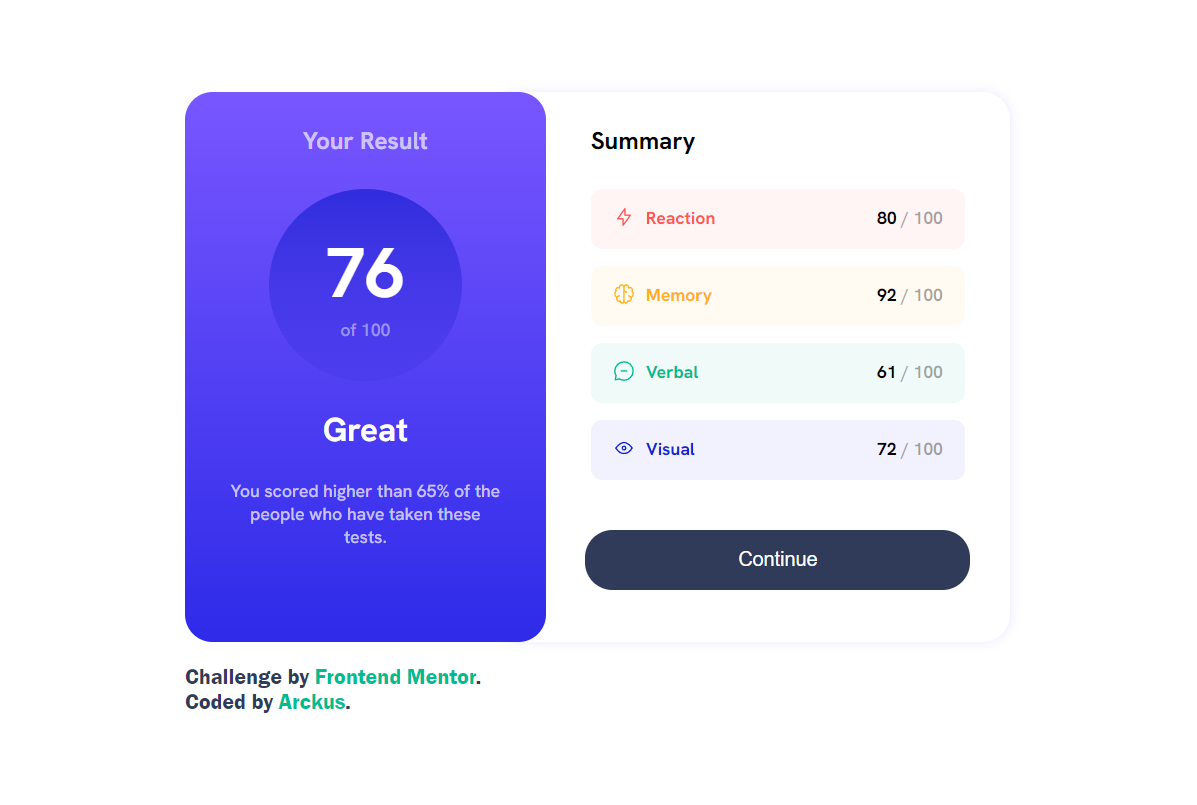 Your Result
76
of 100
Great
You scored higher than 65% of the
people who have taken these
tests.
Summary
Reaction 80 / 100
Memory 92 / 100
Verbal 61 / 100
Visual 72 / 100
Continue
Challenge by Frontend Mentor.
Coded by Arckus.